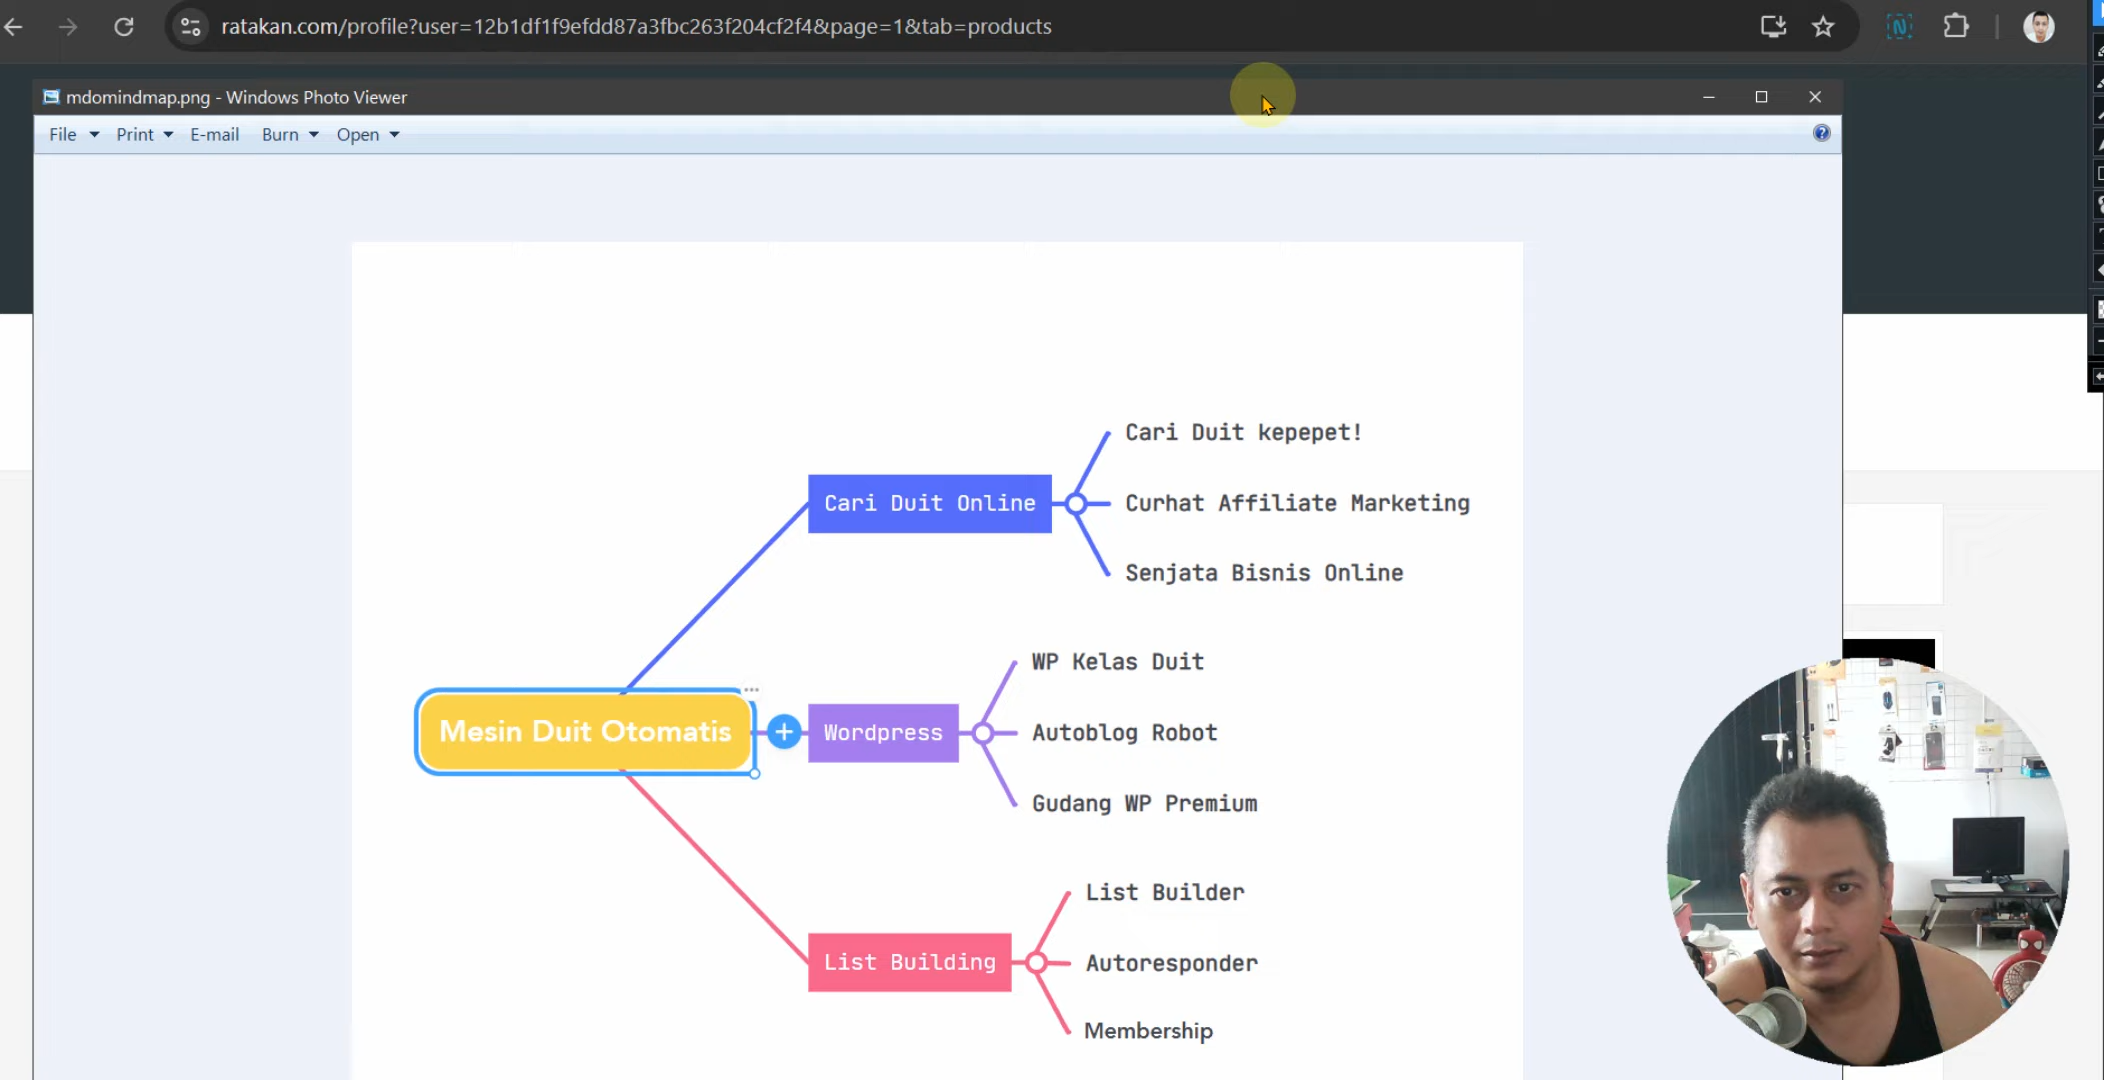 ratakan.com/profile?user=12b1df1f9efdd87a3fbc263f204cf2f4&page=1&tab=products
mdomindmap.png - Windows Photo Viewer
File Print E-mail Burn Open
Cari Duit kepepet!
Cari Duit Online
Curhat Affiliate Marketing
Senjata Bisnis Online
WP Kelas Duit
Mesin Duit Otomatis
Wordpress
Autoblog Robot
Gudang WP Premium
List Builder
List Building
Autoresponder
Membership